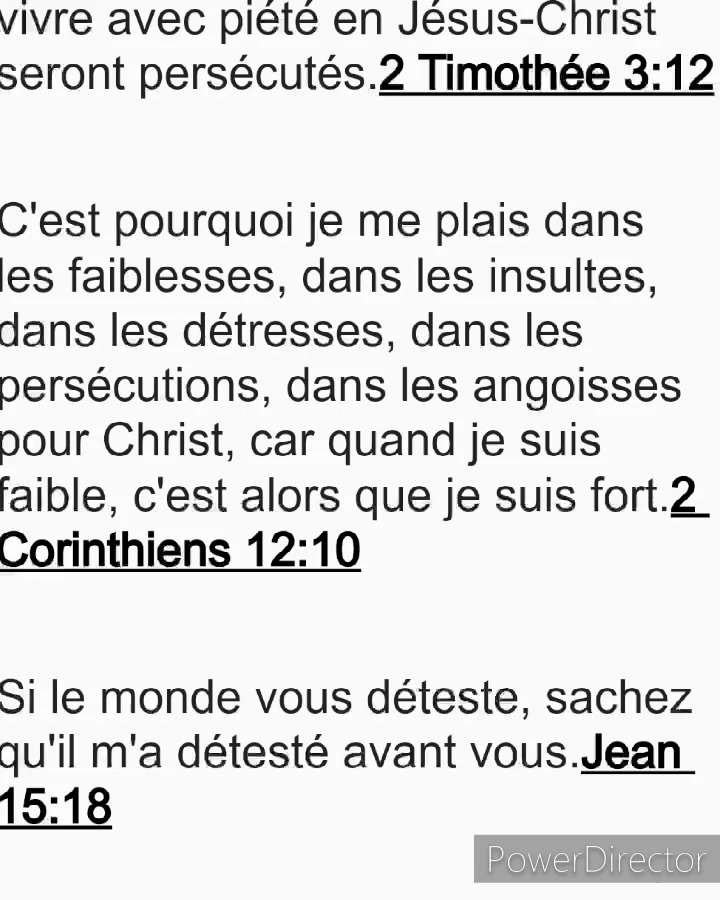 vivre avec piété en Jésus-Christ
seront persécutés.2 Timothée 3:12
C'est pourquoi je me plais dans
les faiblesses, dans les insultes,
dans les détresses, dans les
persécutions, dans les angoisses
pour Christ, car quand je suis
faible, c'est alors que je suis fort.2
Corinthiens 12:10
Si le monde vous déteste, sachez
qu'il m'a détesté avant vous.Jean
15:18
PowerDirector